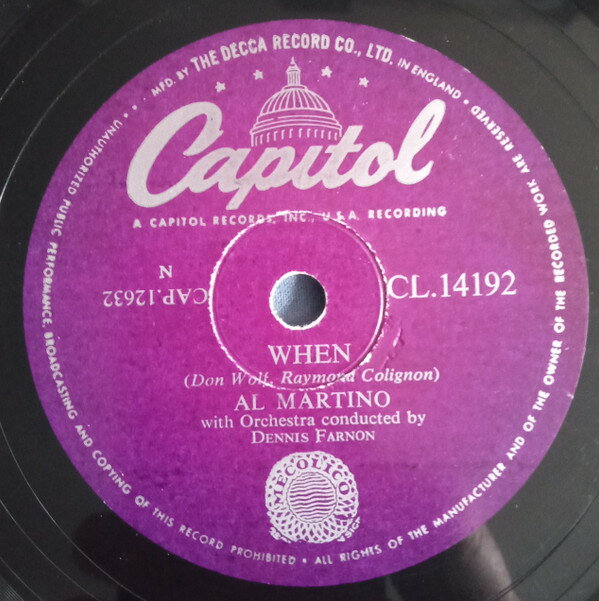 MFD. BY THE DECCA RECORD CO., LTD. IN ENGLAND
• ALL RIGHTS OF THE MANUFACTURER AND OF THE OWNER OF THE RECORDED WORK ARE RESERVED •
UNAUTHORIZED PUBLIC PERFORMANCE, BROADCASTING AND COPYING OF THIS RECORD PROHIBITED
Capitol
A CAPITOL RECORDS, INC., U.S.A. RECORDING
N
CAP.12632
CL.14192
WHEN
(Don Wolf, Raymond Colignon)
AL MARTINO
with Orchestra conducted by
DENNIS FARNON
MECOLICO